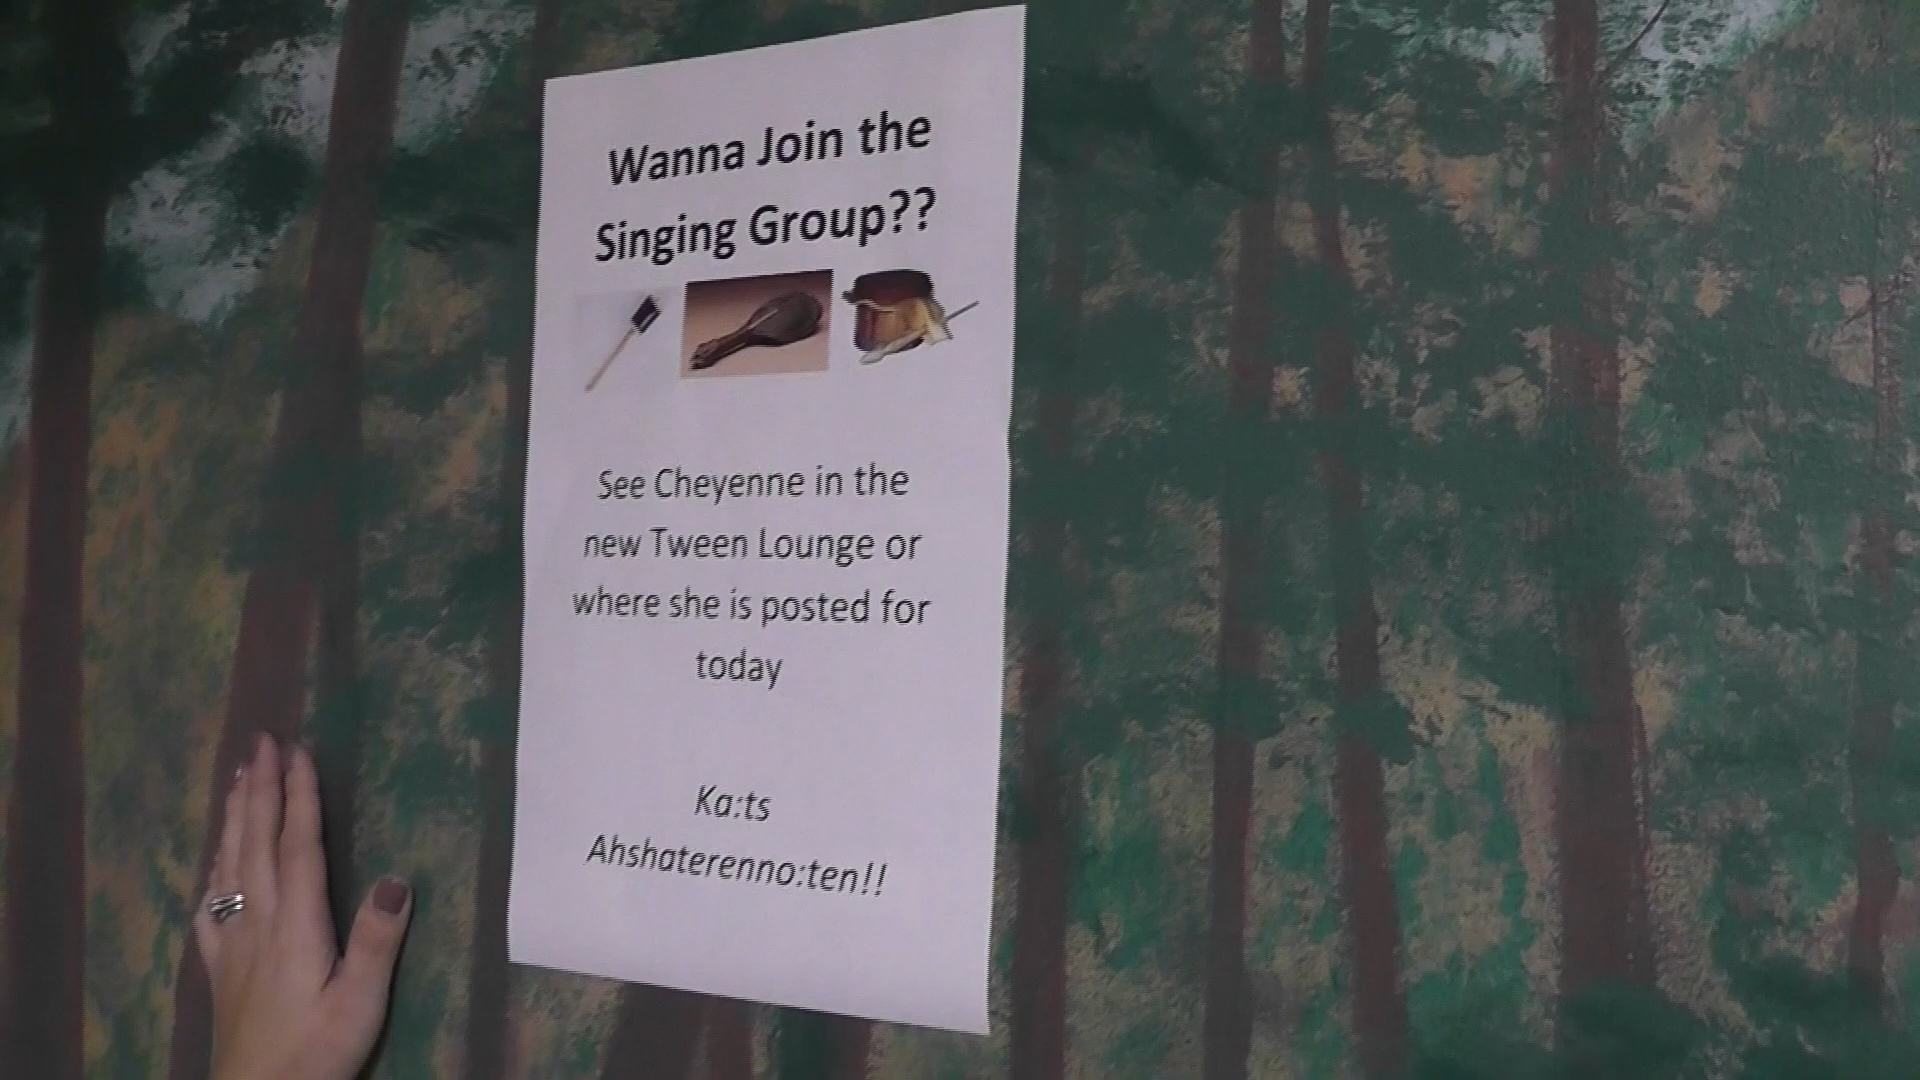 Wanna Join the
Singing Group??
See Cheyenne in the
new Tween Lounge or
where she is posted for
today
Ka:ts
Ahshaterenno:ten!!